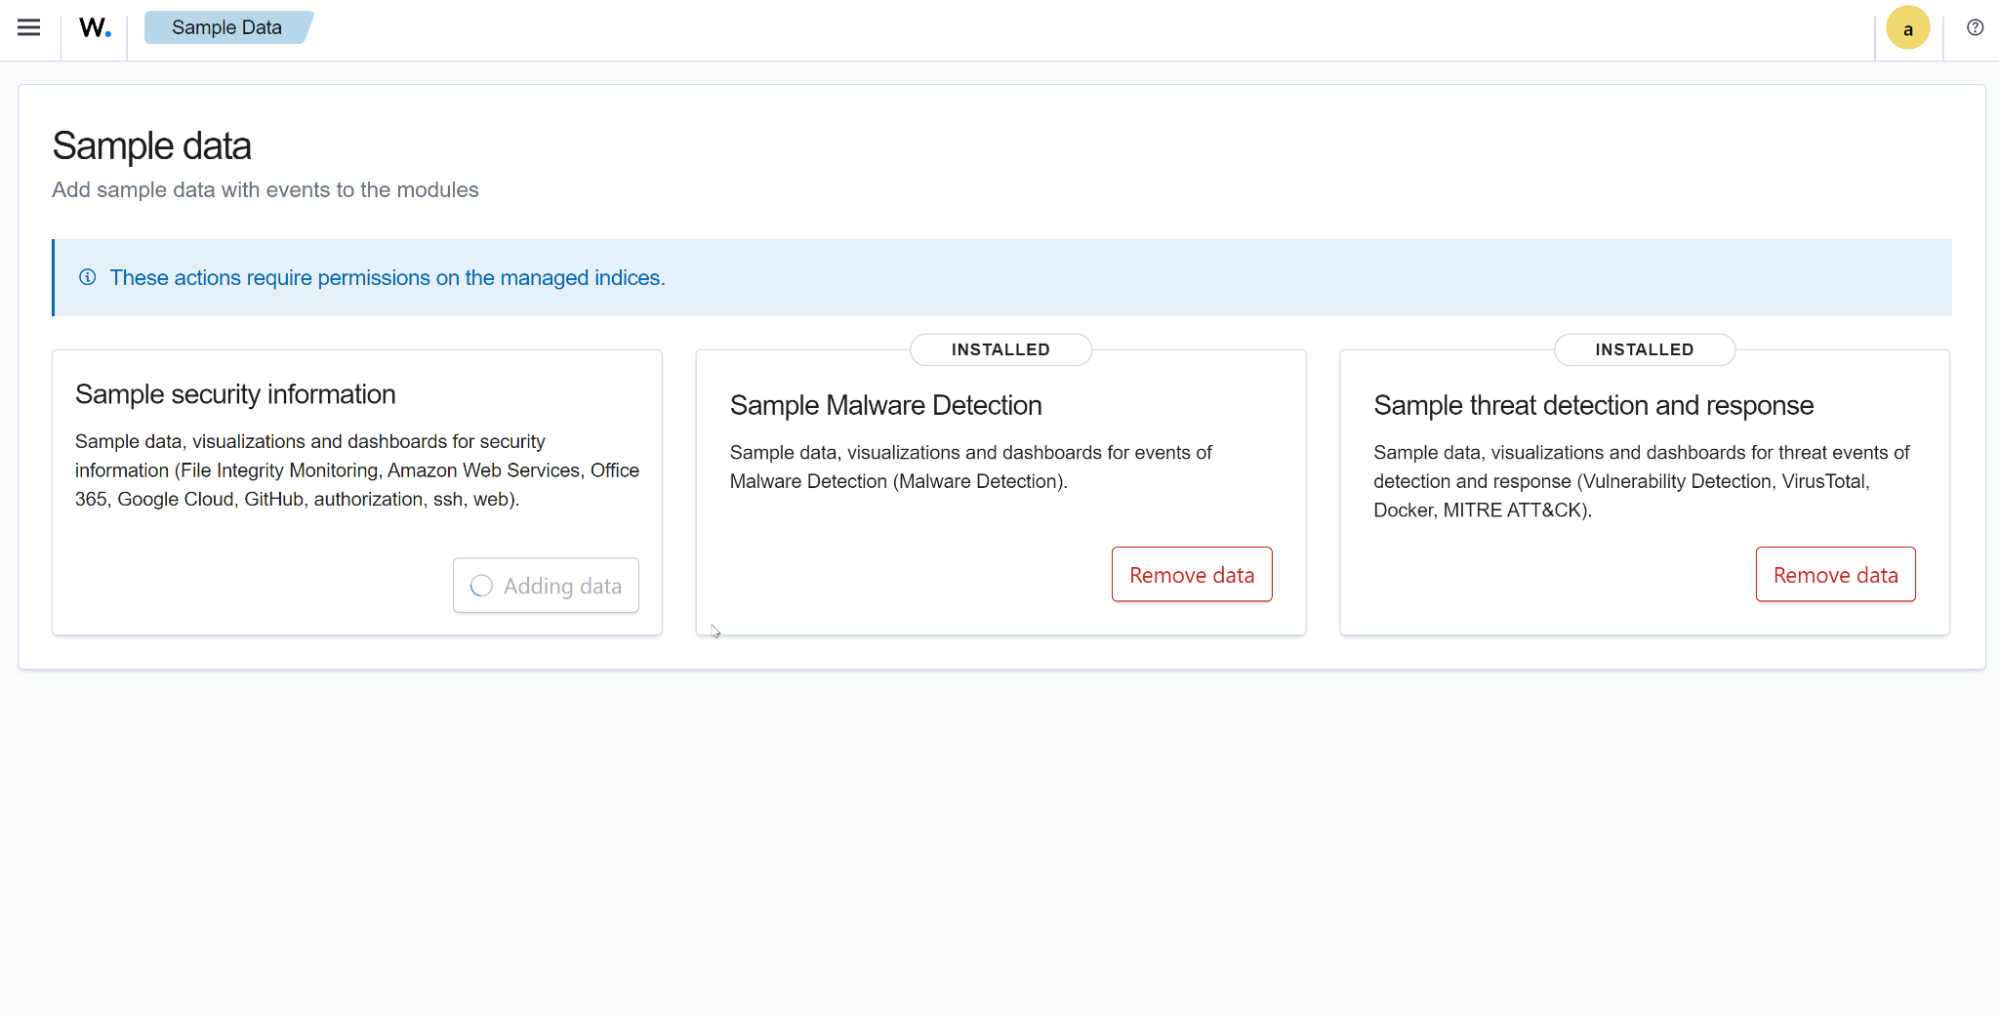 W.
Sample Data
a
Sample data
Add sample data with events to the modules
These actions require permissions on the managed indices.
Sample security information
Sample data, visualizations and dashboards for security
information (File Integrity Monitoring, Amazon Web Services, Office
365, Google Cloud, GitHub, authorization, ssh, web).
Adding data
INSTALLED
Sample Malware Detection
Sample data, visualizations and dashboards for events of
Malware Detection (Malware Detection).
Remove data
INSTALLED
Sample threat detection and response
Sample data, visualizations and dashboards for threat events of
detection and response (Vulnerability Detection, VirusTotal,
Docker, MITRE ATT&CK).
Remove data